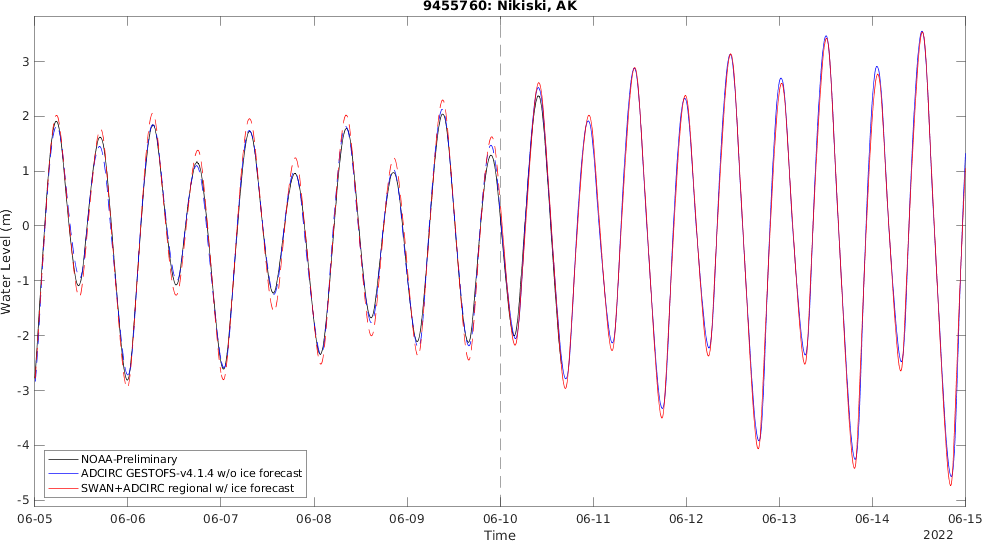 9455760: Nikiski, AK
Water Level (m)
3
2
1
0
-1
-2
-3
-4
-5
NOAA-Preliminary
ADCIRC GESTOFS-v4.1.4 w/o ice forecast
SWAN+ADCIRC regional w/ ice forecast
06-05 06-06 06-07 06-08 06-09 06-10 06-11 06-12 06-13 06-14 06-15
Time
2022